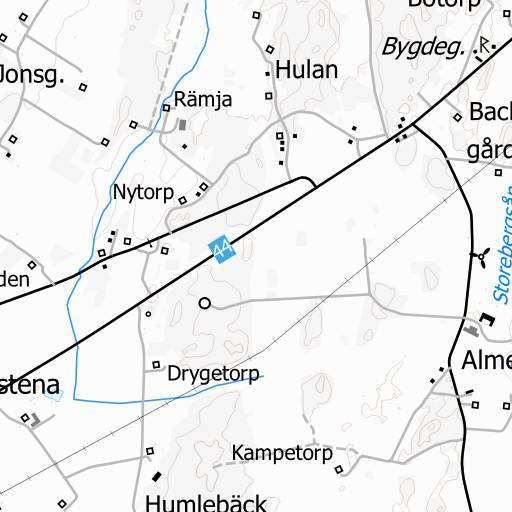 Botorp
Bygdeg.
Hulan
Jonsg.
Rämja
Back
gård
Nytorp
Storebergsån
44
den
Drygetorp
Alme
stena
Kampetorp
Humlebäck